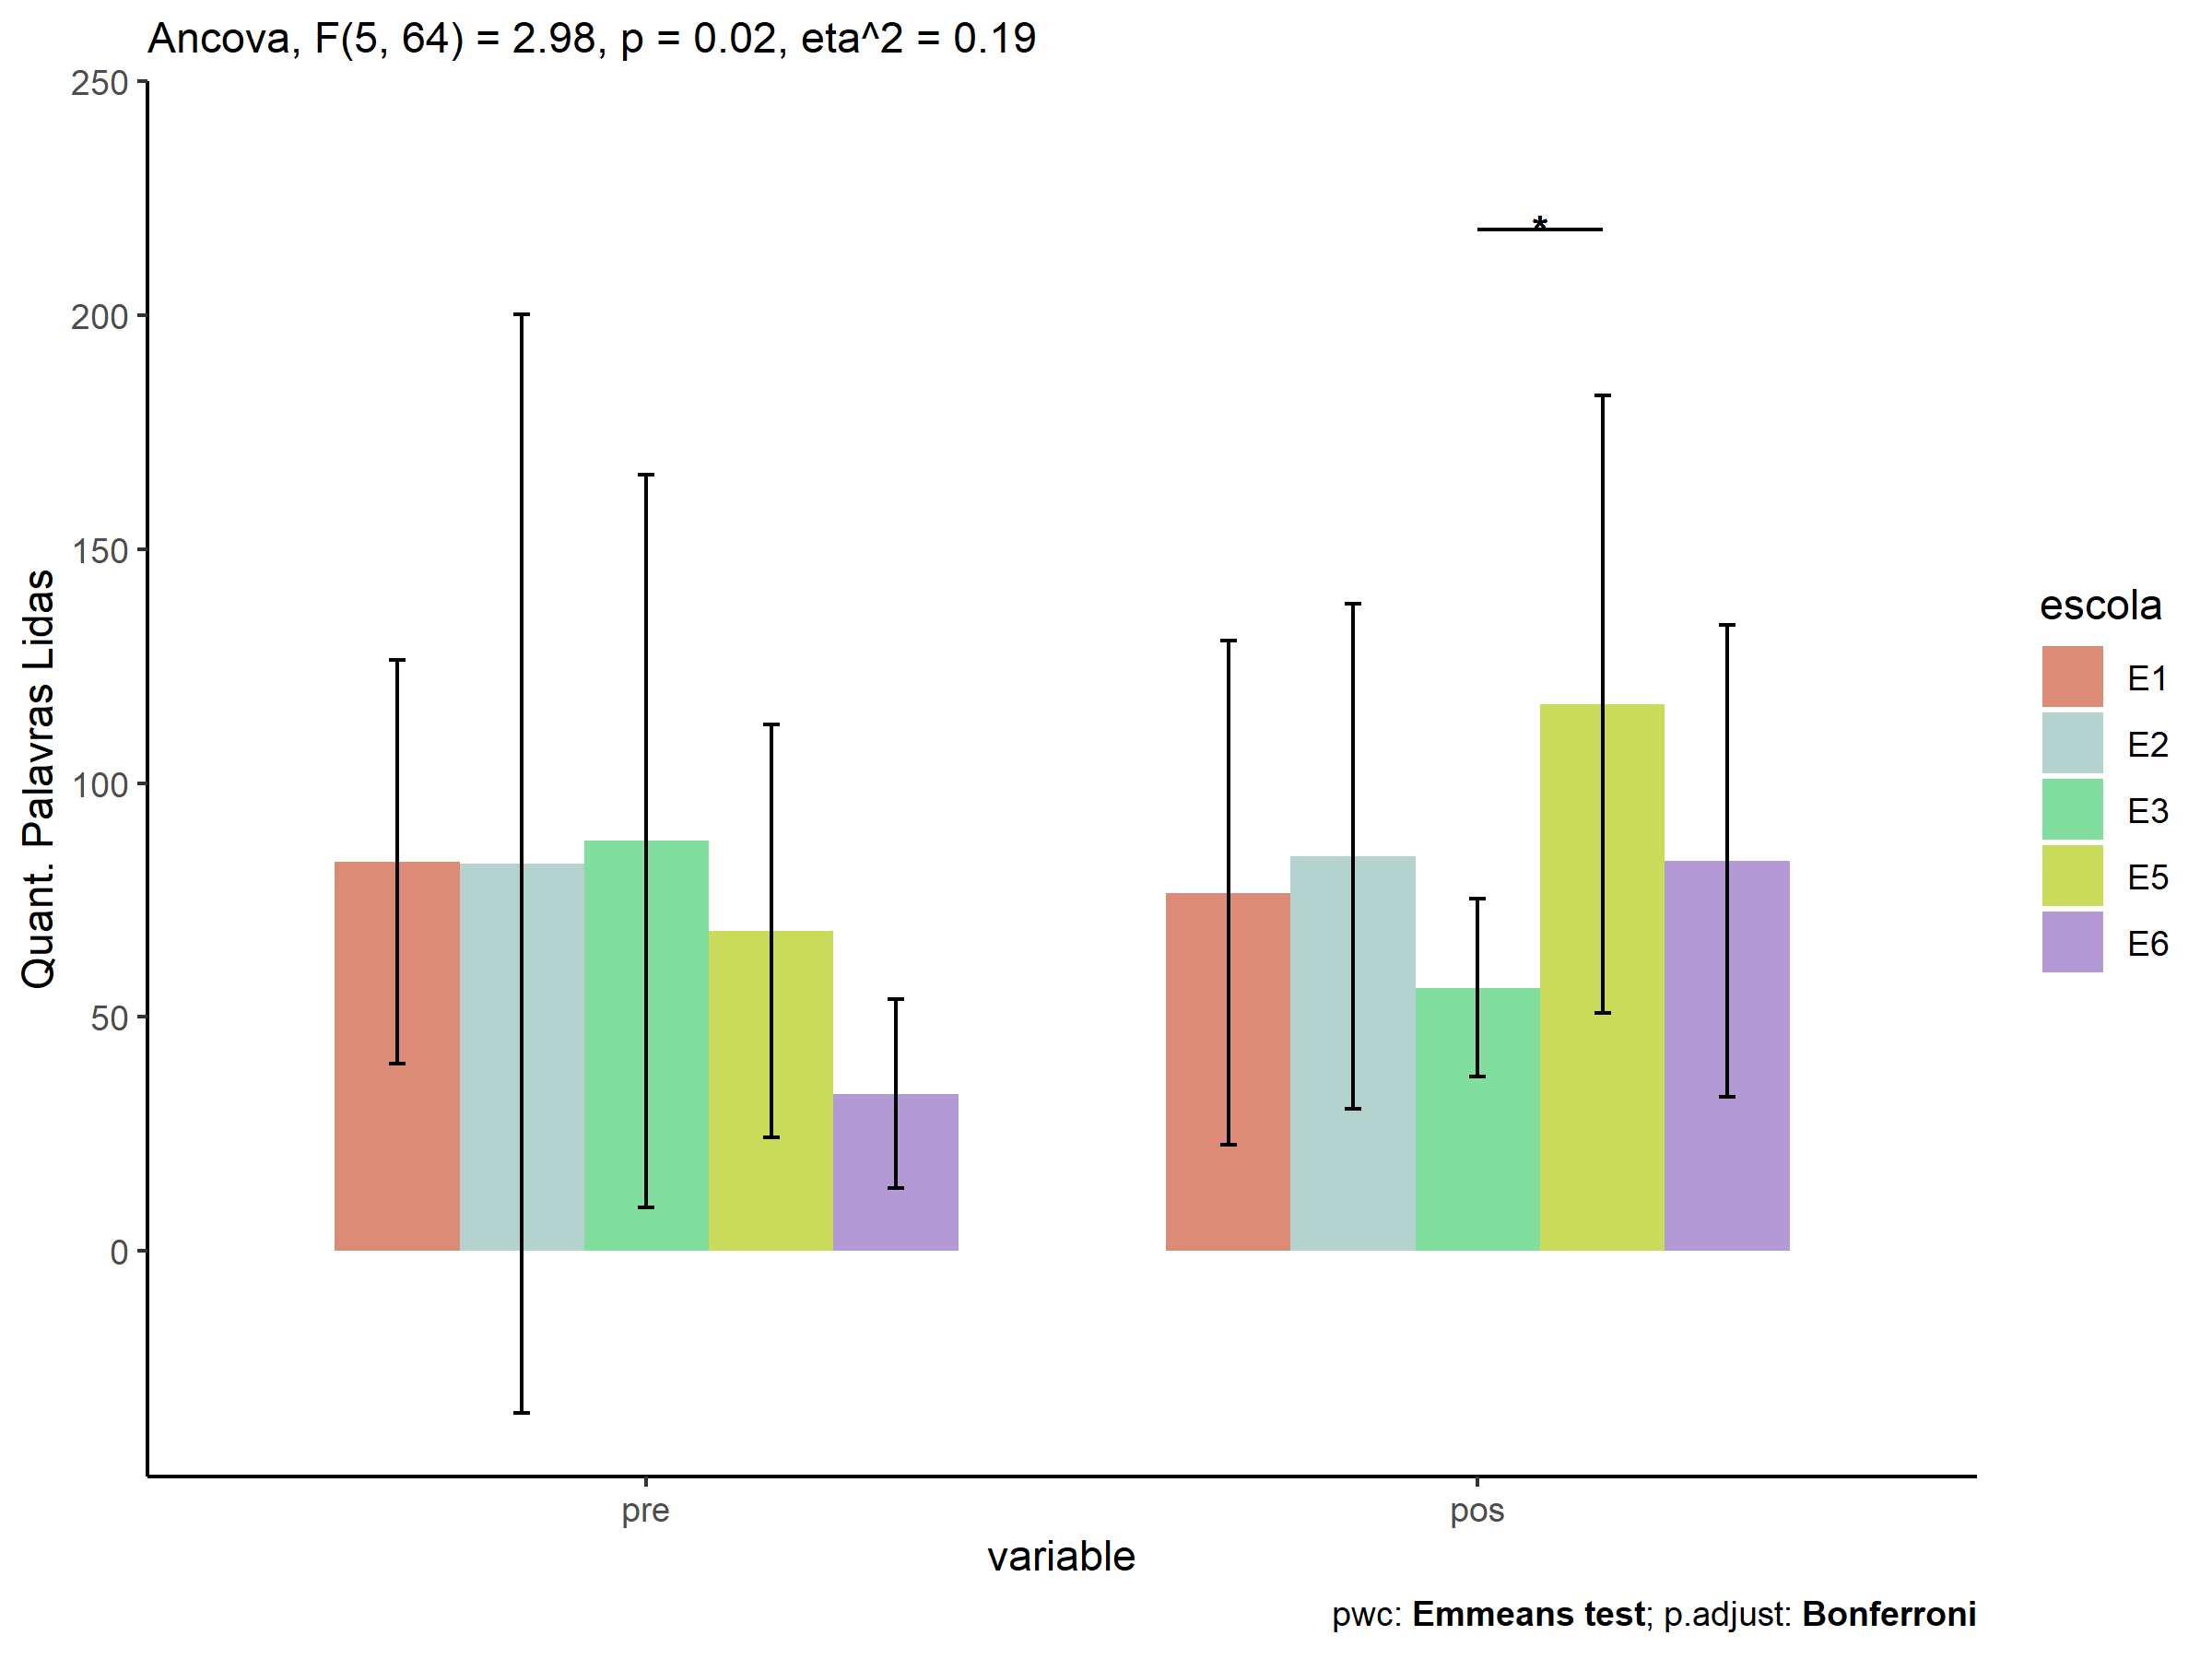 Ancova, F(5, 64) = 2.98, p = 0.02, eta^2 = 0.19
250
200
150
100
50
0
Quant. Palavras Lidas
*
pre
pos
variable
escola
E1
E2
E3
E5
E6
pwc: Emmeans test; p.adjust: Bonferroni